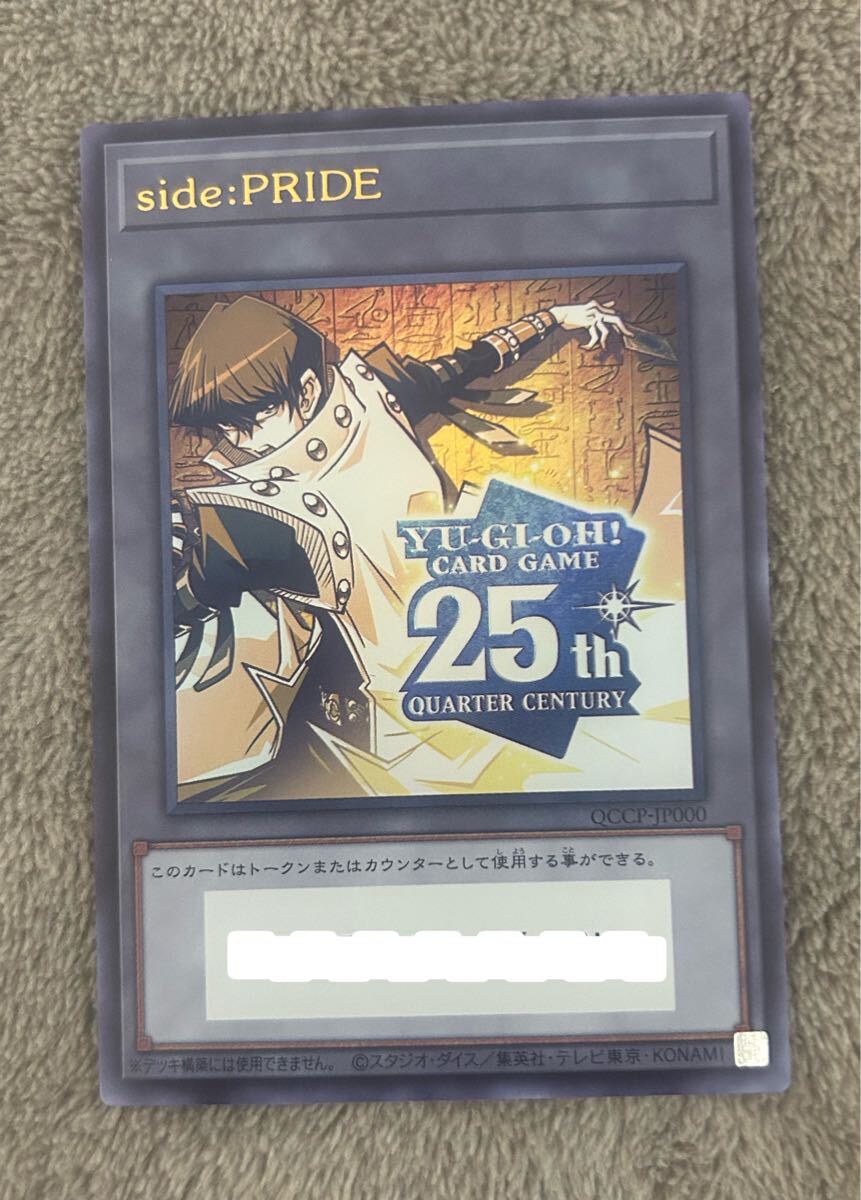 side:PRIDE
YU-GI-OH!
CARD GAME
25th
QUARTER CENTURY
QCCP-JP000
このカードはトークンまたはカウンターとして使用する事ができる。
※デッキ構築には使用できません。 ©スタジオ・ダイス／集英社・テレビ東京・KONAMI